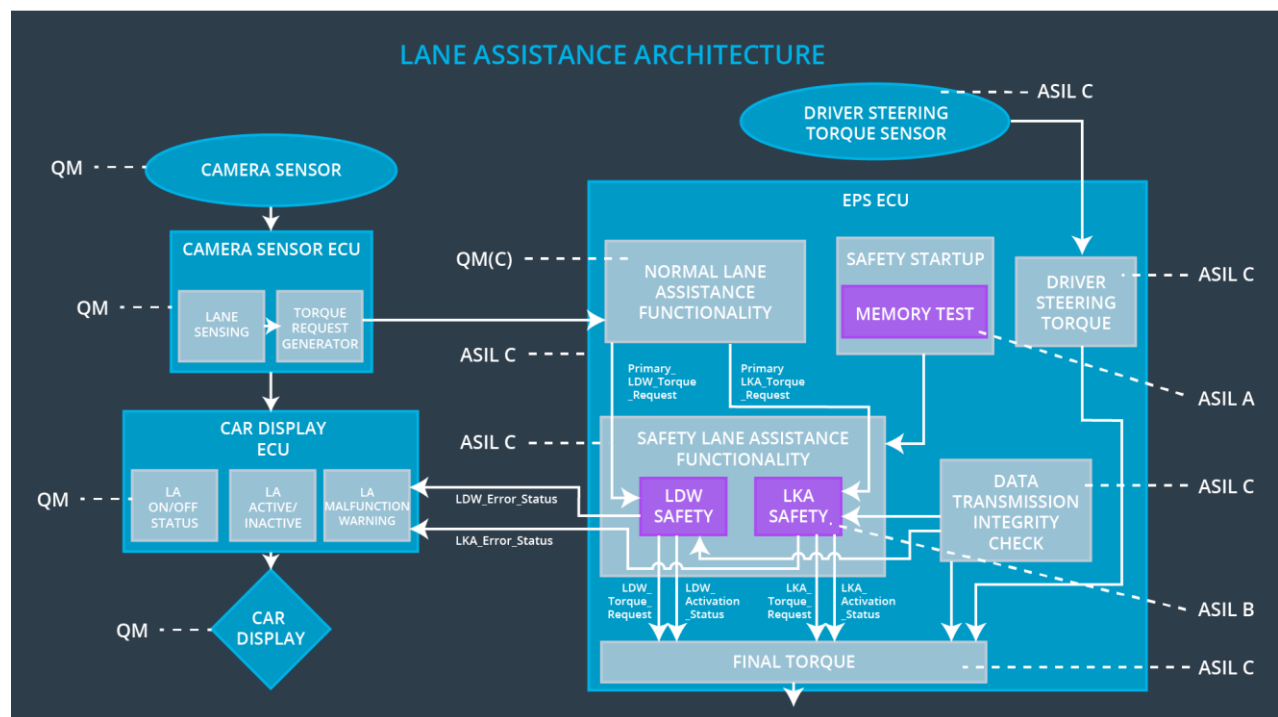 LANE ASSISTANCE ARCHITECTURE
ASIL C
DRIVER STEERING
TORQUE SENSOR
QM
CAMERA SENSOR
EPS ECU
CAMERA SENSOR ECU
QM
LANE
SENSING
TORQUE
REQUEST
GENERATOR
QM(C)
NORMAL LANE
ASSISTANCE
FUNCTIONALITY
SAFETY STARTUP
MEMORY TEST
DRIVER
STEERING
TORQUE
ASIL C
ASIL C
Primary_
LDW_Torque
_Request
Primary
LKA_Torque
_Request
ASIL A
CAR DISPLAY
ECU
QM
LA
ON/OFF
STATUS
LA
ACTIVE/
INACTIVE
LA
MALFUNCTION
WARNING
ASIL C
SAFETY LANE ASSISTANCE
FUNCTIONALITY
LDW
SAFETY
LKA
SAFETY
DATA
TRANSMISSION
INTEGRITY
CHECK
ASIL C
LDW_Error_Status
LKA_Error_Status
LDW_
Torque_
Request
LDW_
Activation
_Status
LKA_
Torque_
Request
LKA_
Activation
_Status
ASIL B
QM
CAR
DISPLAY
FINAL TORQUE
ASIL C